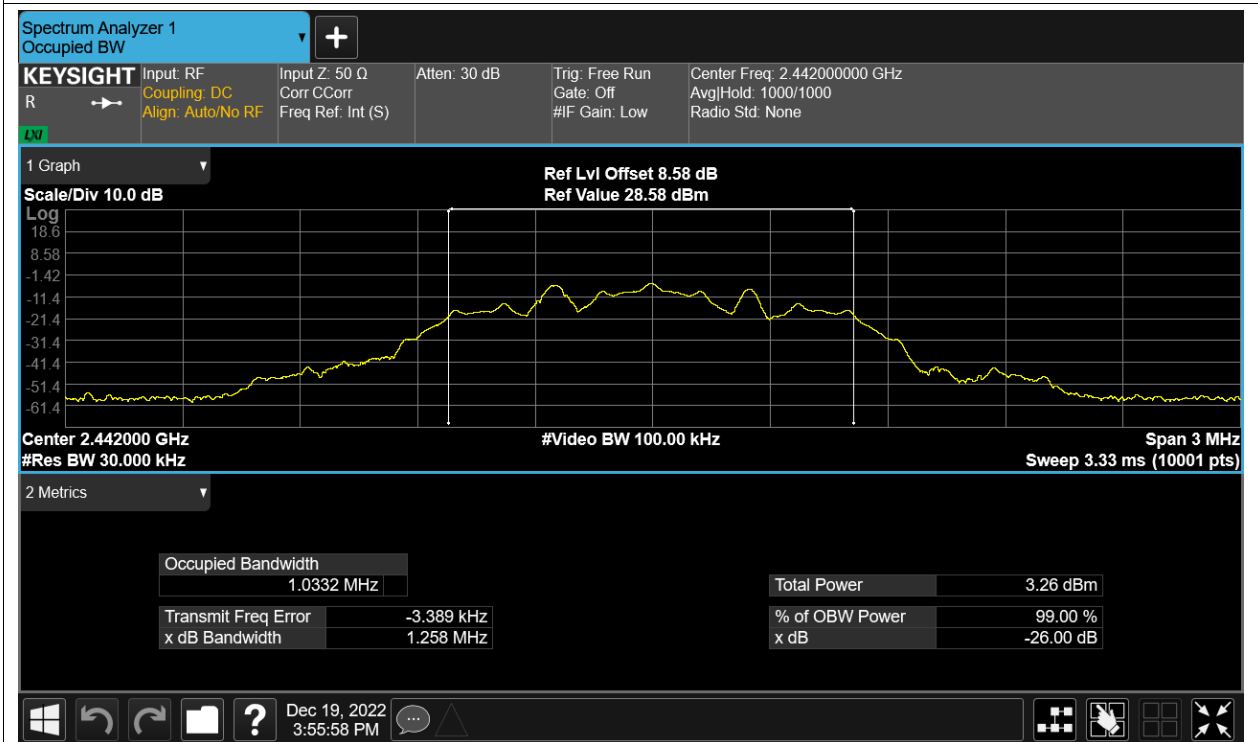 Spectrum Analyzer 1
Occupied BW
▼
+
KEYSIGHT
R
LXI
Input: RF
Coupling: DC
Align: Auto/No RF
Input Z: 50 Ω
Corr CCorr
Freq Ref: Int (S)
Atten: 30 dB
Trig: Free Run
Gate: Off
#IF Gain: Low
Center Freq: 2.442000000 GHz
Avg|Hold: 1000/1000
Radio Std: None
1 Graph ▼
Scale/Div 10.0 dB
Ref Lvl Offset 8.58 dB
Ref Value 28.58 dBm
Log
18.6
8.58
-1.42
-11.4
-21.4
-31.4
-41.4
-51.4
-61.4
Center 2.442000 GHz
#Res BW 30.000 kHz
#Video BW 100.00 kHz
Span 3 MHz
Sweep 3.33 ms (10001 pts)
2 Metrics ▼
Occupied Bandwidth
1.0332 MHz
Transmit Freq Error -3.389 kHz
x dB Bandwidth 1.258 MHz
Total Power 3.26 dBm
% of OBW Power 99.00 %
x dB -26.00 dB
?
Dec 19, 2022
3:55:58 PM